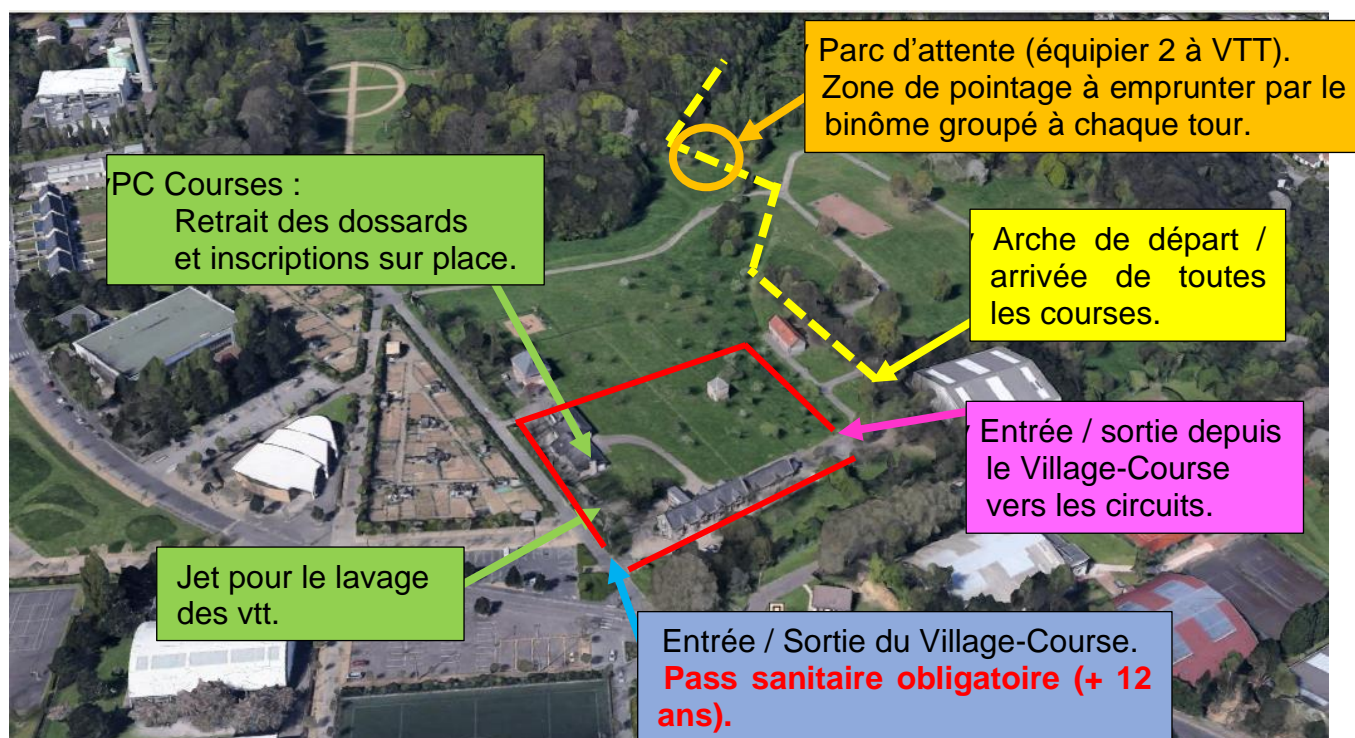 Parc d'attente (équipier 2 à VTT).
Zone de pointage à emprunter par le
binôme groupé à chaque tour.
PC Courses :
Retrait des dossards
et inscriptions sur place.
Arche de départ /
arrivée de toutes
les courses.
Entrée / sortie depuis
le Village-Course
vers les circuits.
Jet pour le lavage
des vtt.
Entrée / Sortie du Village-Course.
Pass sanitaire obligatoire (+ 12
ans).